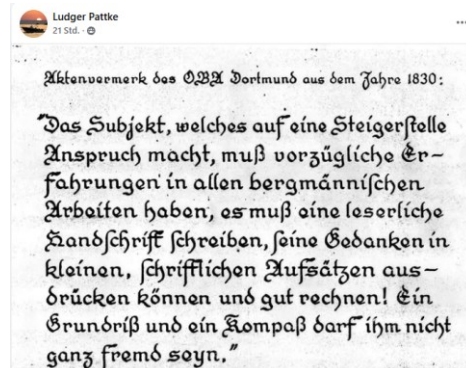 Ludger Pattke
21 Std. ·
Aktenvermerk des O.B.A Dortmund aus dem Jahre 1830:
"Das Subjekt, welches auf eine Steigerſtelle
Anspruch macht, muß vorzügliche Er-
fahrungen in allen bergmänniſchen
Arbeiten haben, es muß eine leserliche
Handſchrift ſchreiben, ſeine Gedanken in
kleinen, ſchriftlichen Aufsätzen aus-
drücken können und gut rechnen! Ein
Grundriß und ein Kompaß darf ihm nicht
ganz fremd seyn."